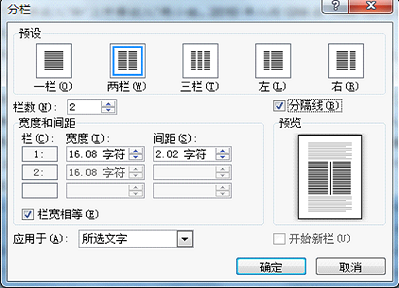 分栏
预设
一栏(O) 两栏(W) 三栏(T) 左(L) 右(R)
栏数(N): 2 分隔线(B)
宽度和间距 预览
栏(C): 宽度(I): 间距(S):
1: 16.08 字符 2.02 字符
2: 16.08 字符
栏宽相等(E)
应用于(A): 所选文字 开始新栏(U)
确定 取消